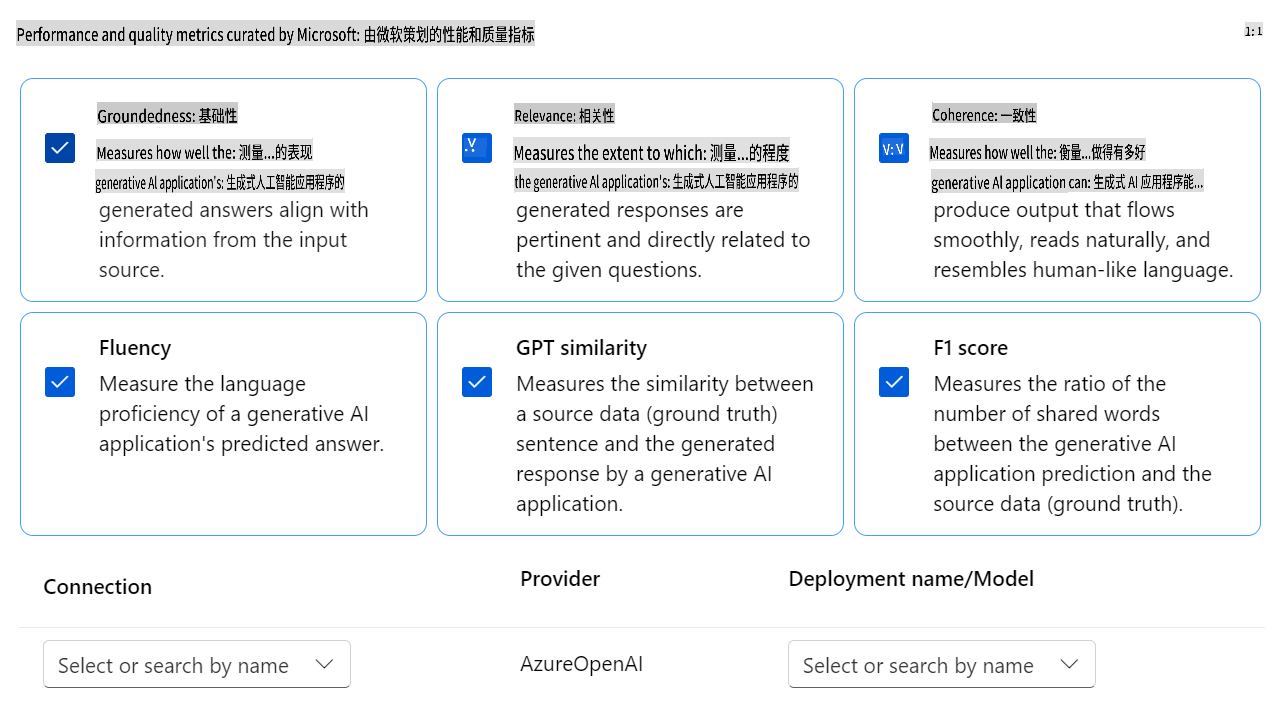 Performance and quality metrics curated by Microsoft: 由微软策划的性能和质量指标
1: 1
Groundedness: 基础性
Measures how well the: 测量...的表现
generative AI application's: 生成式人工智能应用程序的
generated answers align with
information from the input
source.
Relevance: 相关性
.V
Measures the extent to which: 测量...的程度
the generative AI application's: 生成式人工智能应用程序的
generated responses are
pertinent and directly related to
the given questions.
Coherence: 一致性
V: V
Measures how well the: 衡量...做得有多好
generative AI application can: 生成式 AI 应用程序能...
produce output that flows
smoothly, reads naturally, and
resembles human-like language.
Fluency
Measure the language
proficiency of a generative AI
application's predicted answer.
GPT similarity
Measures the similarity between
a source data (ground truth)
sentence and the generated
response by a generative AI
application.
F1 score
Measures the ratio of the
number of shared words
between the generative AI
application prediction and the
source data (ground truth).
Connection
Provider
Deployment name/Model
Select or search by name
AzureOpenAI
Select or search by name